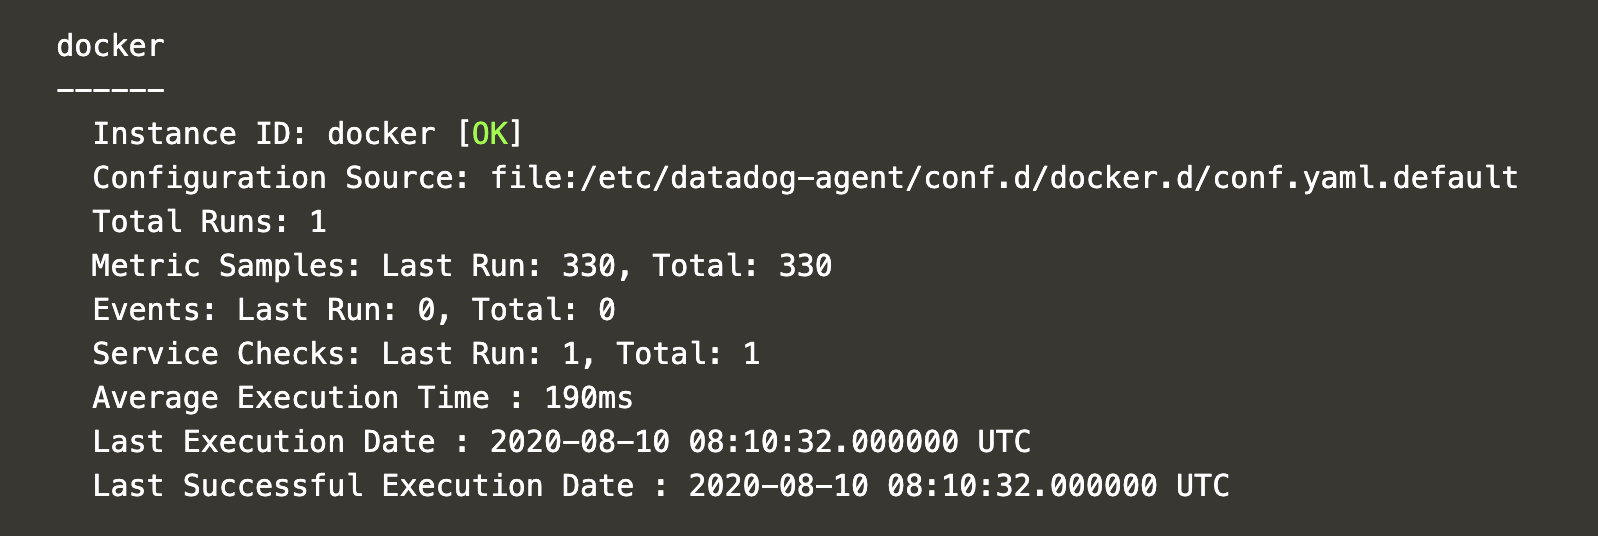 docker
------
Instance ID: docker [OK]
Configuration Source: file:/etc/datadog-agent/conf.d/docker.d/conf.yaml.default
Total Runs: 1
Metric Samples: Last Run: 330, Total: 330
Events: Last Run: 0, Total: 0
Service Checks: Last Run: 1, Total: 1
Average Execution Time : 190ms
Last Execution Date : 2020-08-10 08:10:32.000000 UTC
Last Successful Execution Date : 2020-08-10 08:10:32.000000 UTC